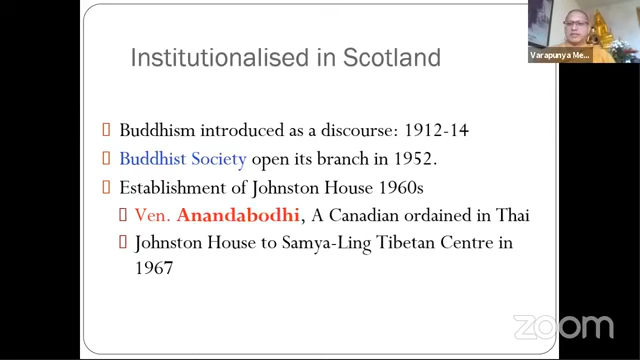 Varapunya Me...
Institutionalised in Scotland
Buddhism introduced as a discourse: 1912-14
Buddhist Society open its branch in 1952.
Establishment of Johnston House 1960s
Ven. Anandabodhi, A Canadian ordained in Thai
Johnston House to Samya-Ling Tibetan Centre in
1967
zoom